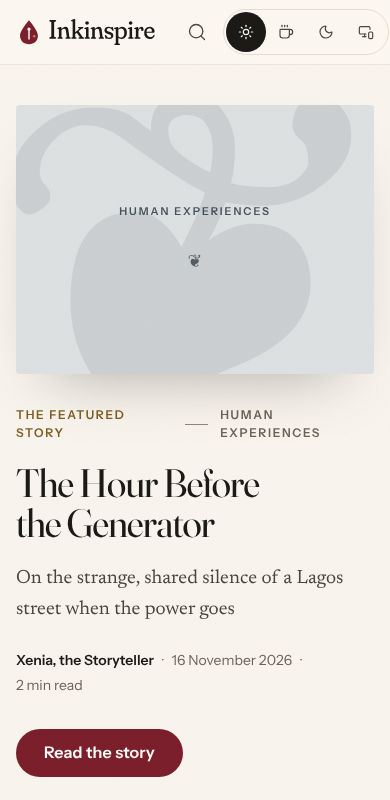 Inkinspire
HUMAN EXPERIENCES
❦
THE FEATURED STORY — HUMAN EXPERIENCES
The Hour Before
the Generator
On the strange, shared silence of a Lagos
street when the power goes
Xenia, the Storyteller · 16 November 2026 ·
2 min read
Read the story